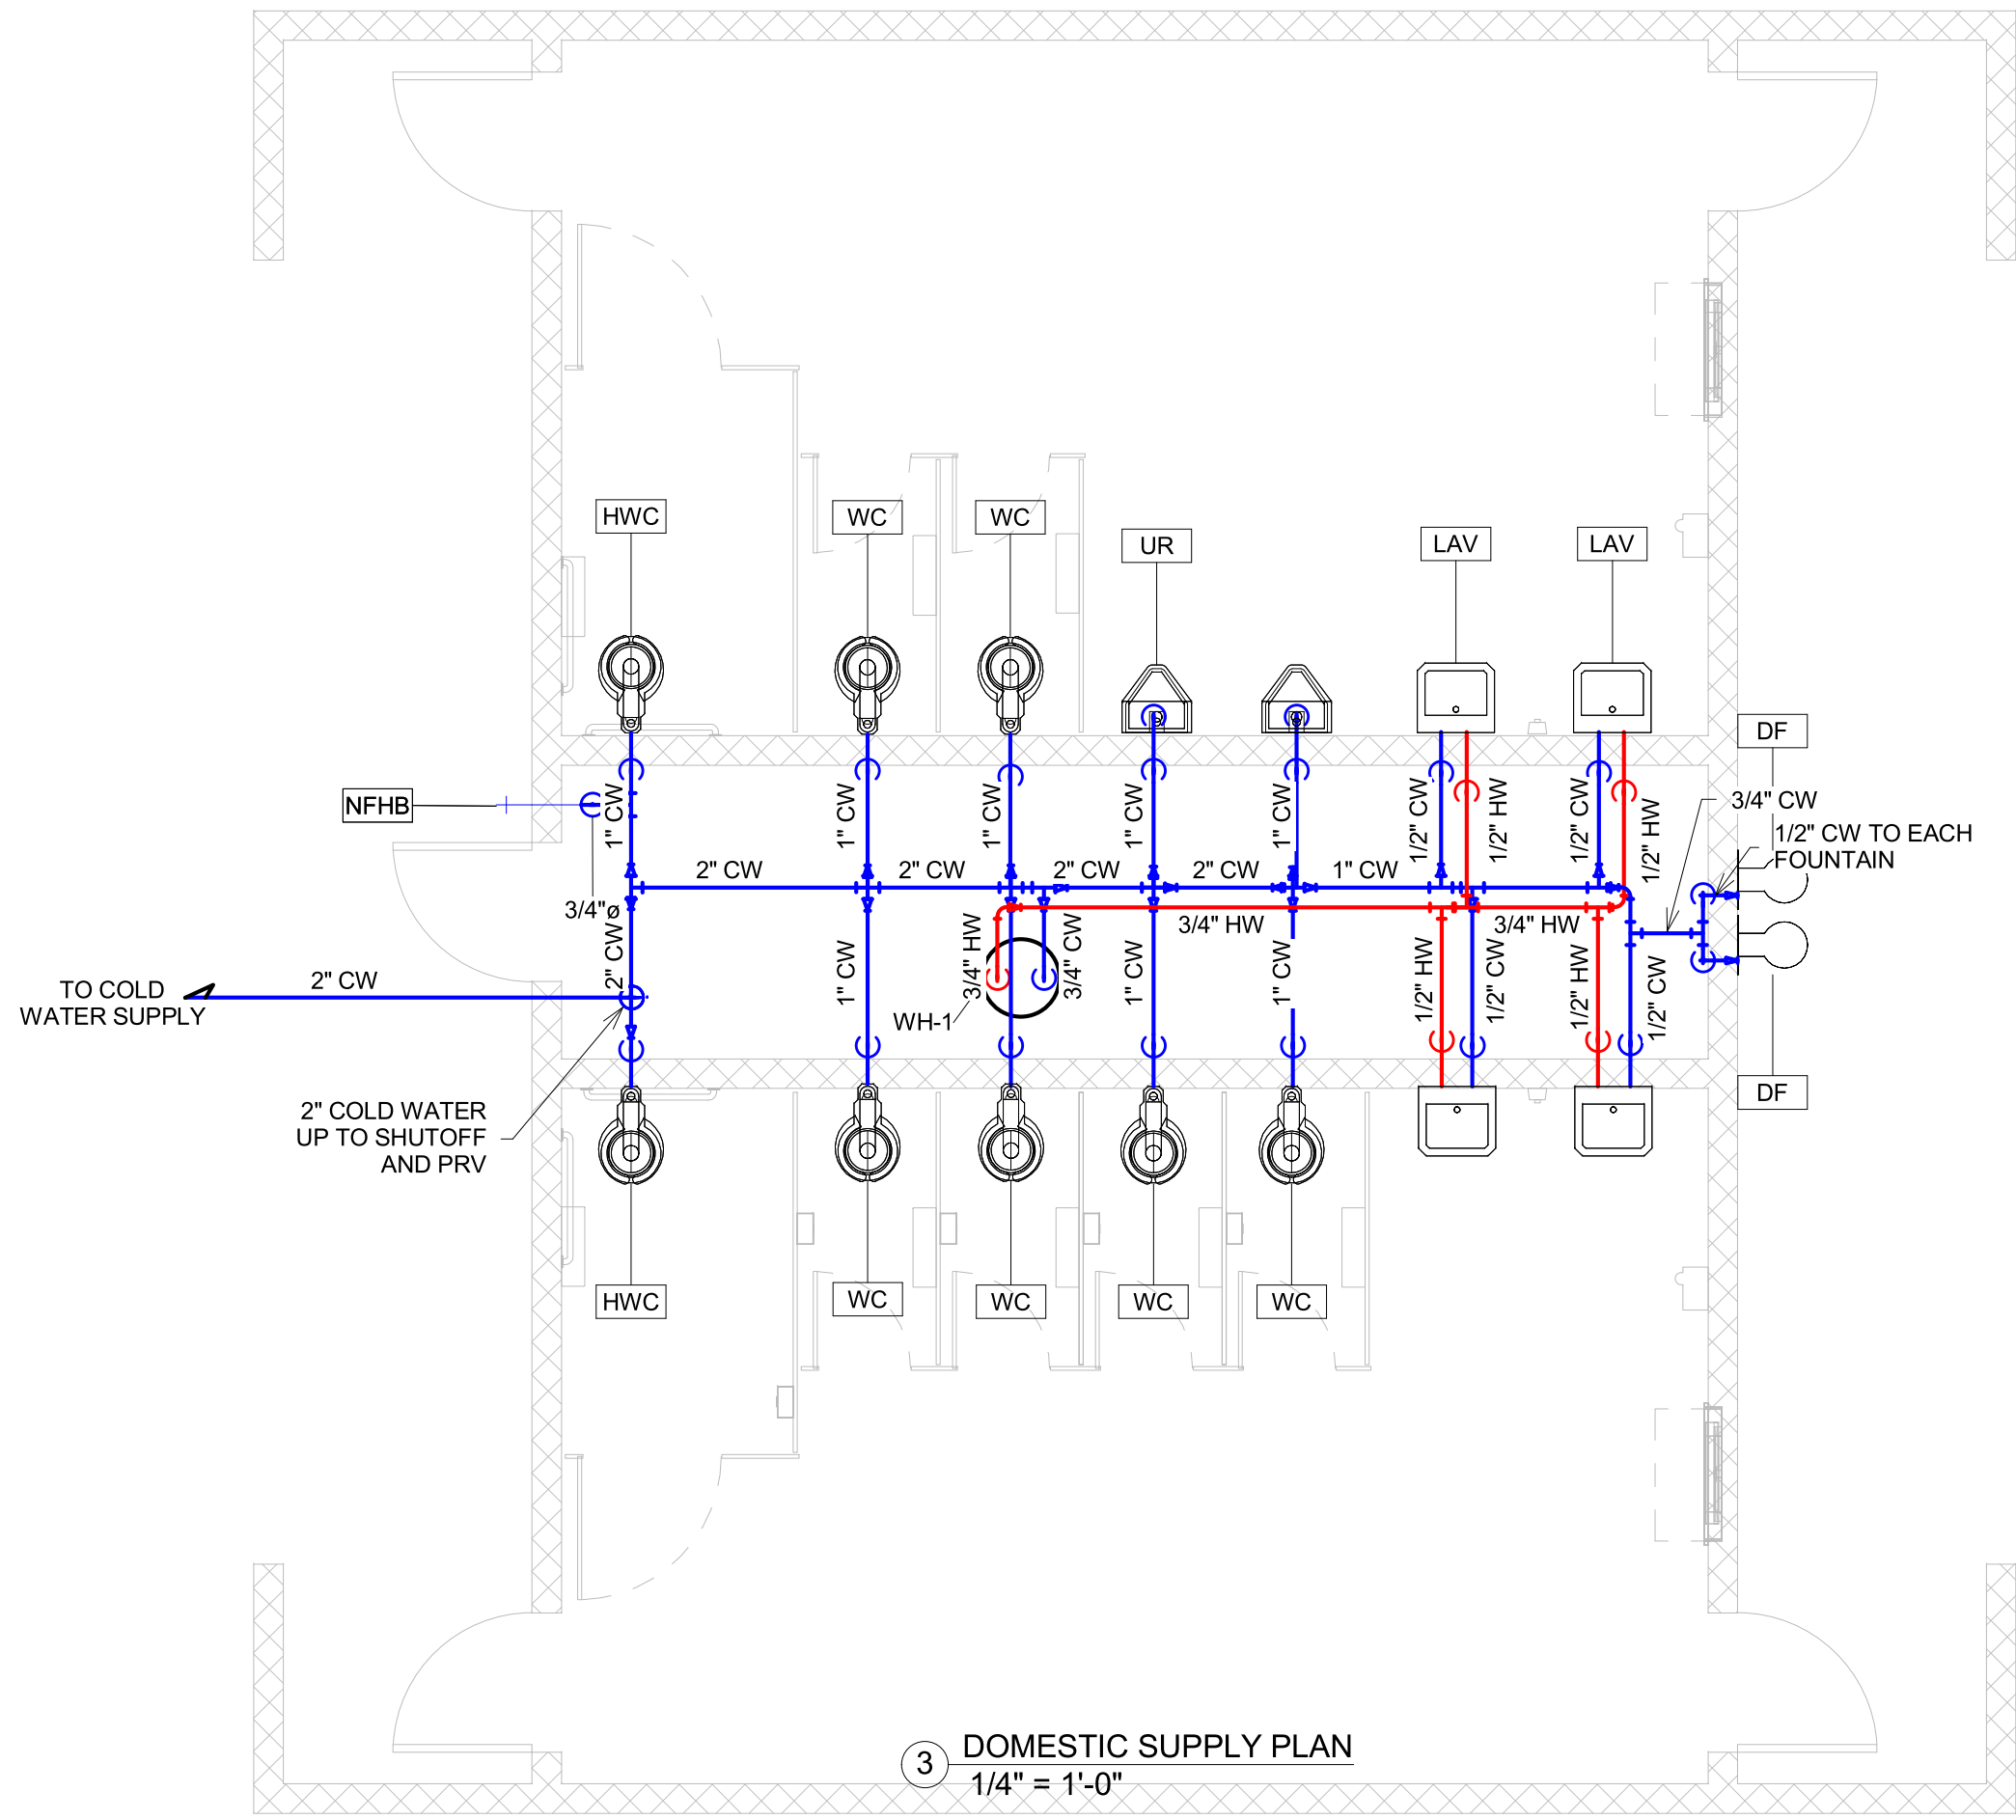 HWC
WC
WC
UR
LAV
LAV
DF
NFHB
1" CW
1" CW
1" CW
1" CW
1" CW
1/2" CW
1/2" HW
1/2" CW
1/2" HW
3/4" CW
1/2" CW TO EACH
FOUNTAIN
2" CW
2" CW
2" CW
2" CW
1" CW
3/4"ø
2" CW
3/4" HW
3/4" CW
3/4" HW
3/4" HW
TO COLD
WATER SUPPLY
2" CW
1" CW
WH-1
1" CW
1" CW
1/2" HW
1/2" CW
1/2" HW
1/2" CW
2" COLD WATER
UP TO SHUTOFF
AND PRV
DF
HWC
WC
WC
WC
WC
3 DOMESTIC SUPPLY PLAN
1/4" = 1'-0"